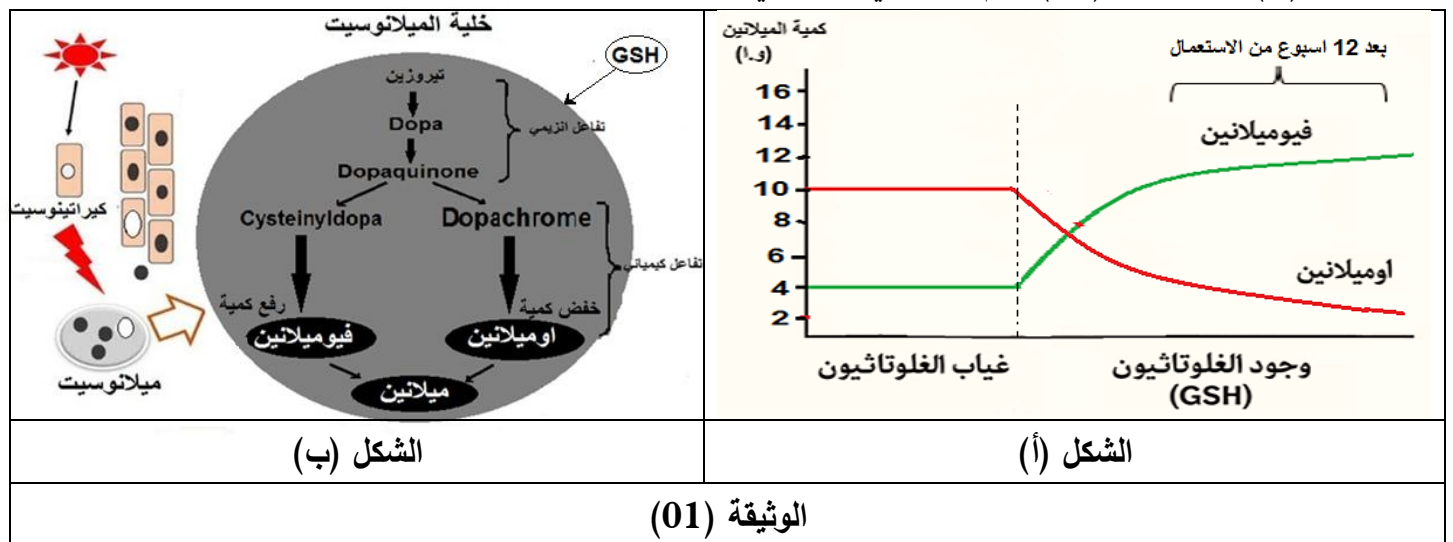 كمية الميلانين
(و.ا)
بعد 12 اسبوع من الاستعمال
16
14
12
10
8
6
4
2
فيوميلانين
اوميلانين
غياب الغلوتاثيون
وجود الغلوتاثيون
(GSH)
الشكل (أ)
خلية الميلانوسيت
GSH
تيروزين
Dopa
تفاعل انزيمي
Dopaquinone
Cysteinyldopa
Dopachrome
تفاعل كيميائي
رفع كمية
خفض كمية
فيوميلانين
اوميلانين
ميلانين
كيراتينوسيت
ميلانوسيت
الشكل (ب)
الوثيقة (01)